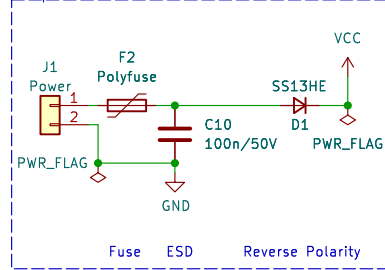 VCC
F2
Polyfuse
J1
Power
1
2
SS13HE
D1
C10
100n/50V
PWR_FLAG
PWR_FLAG
GND
Fuse ESD Reverse Polarity